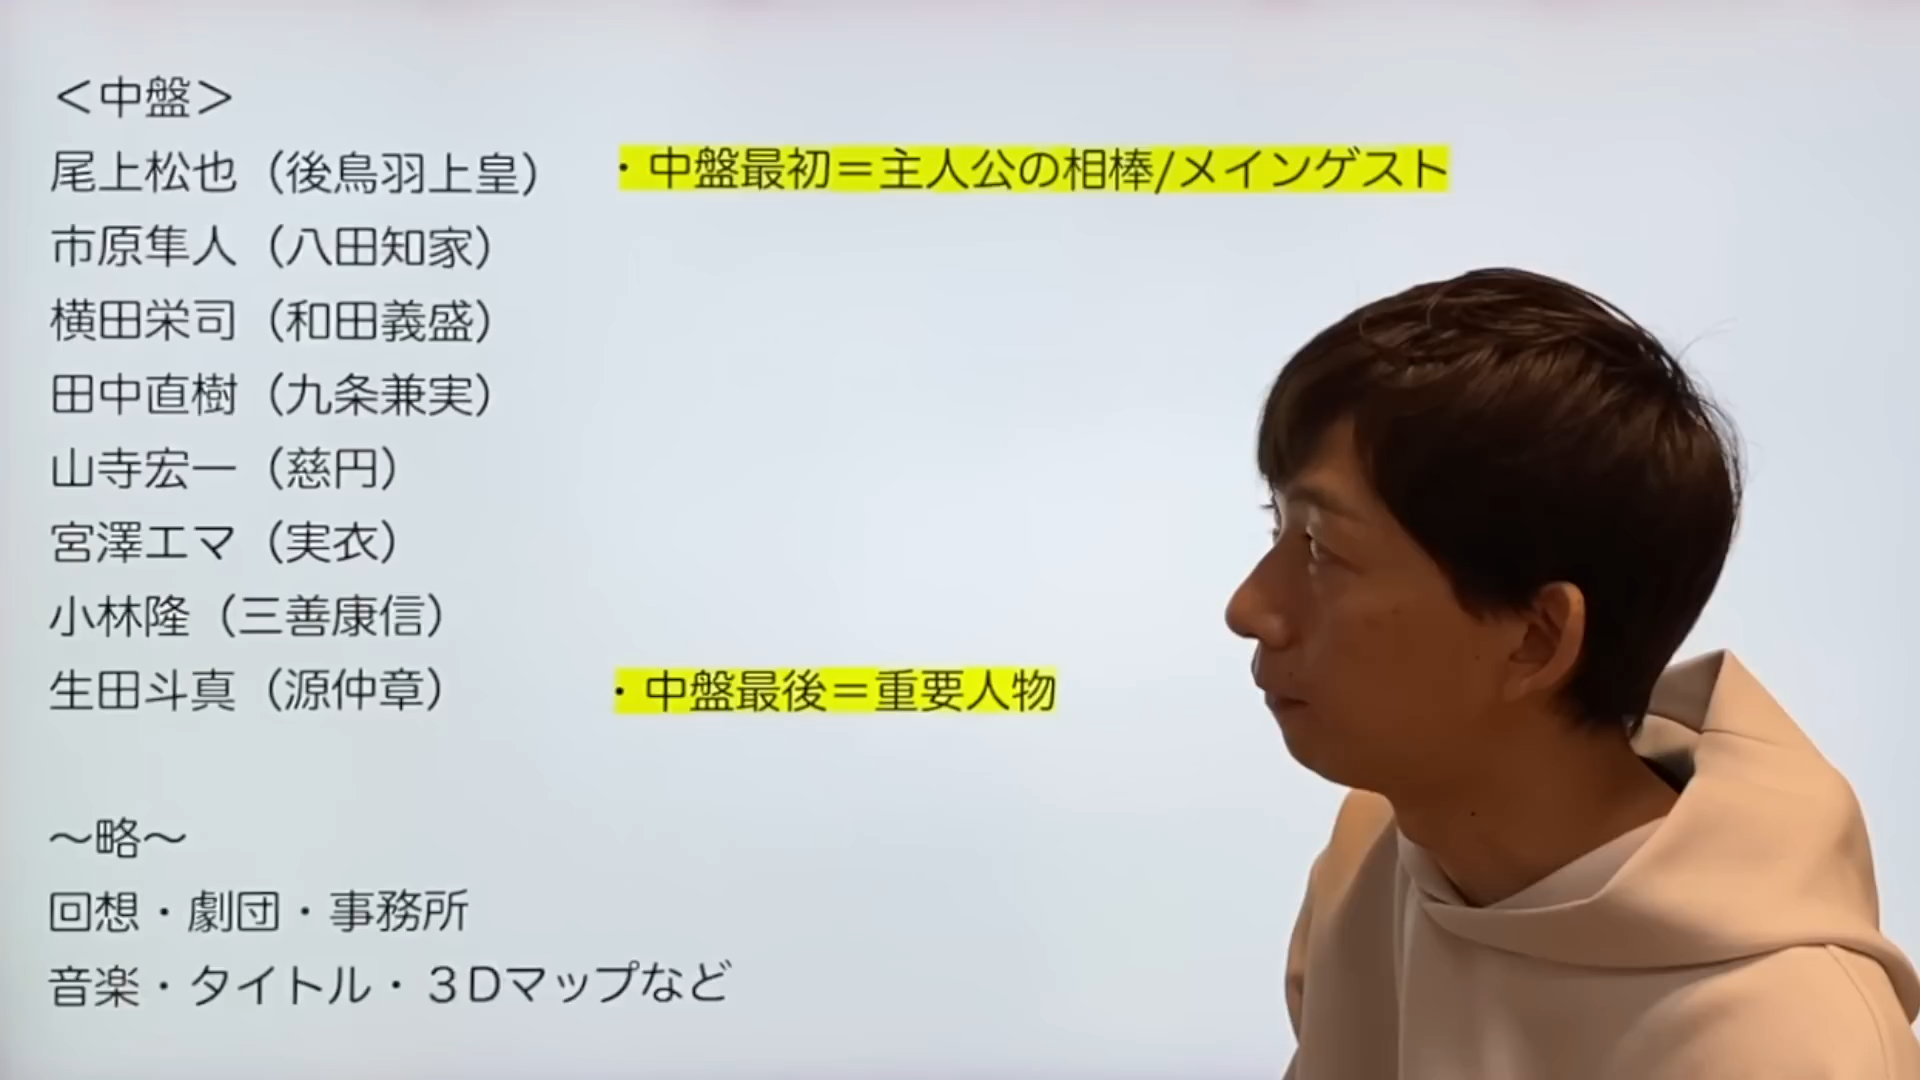 ＜中盤＞
尾上松也（後鳥羽上皇） ・中盤最初＝主人公の相棒/メインゲスト
市原隼人（八田知家）
横田栄司（和田義盛）
田中直樹（九条兼実）
山寺宏一（慈円）
宮澤エマ（実衣）
小林隆（三善康信）
生田斗真（源仲章） ・中盤最後＝重要人物
～略～
回想・劇団・事務所
音楽・タイトル・３Dマップなど